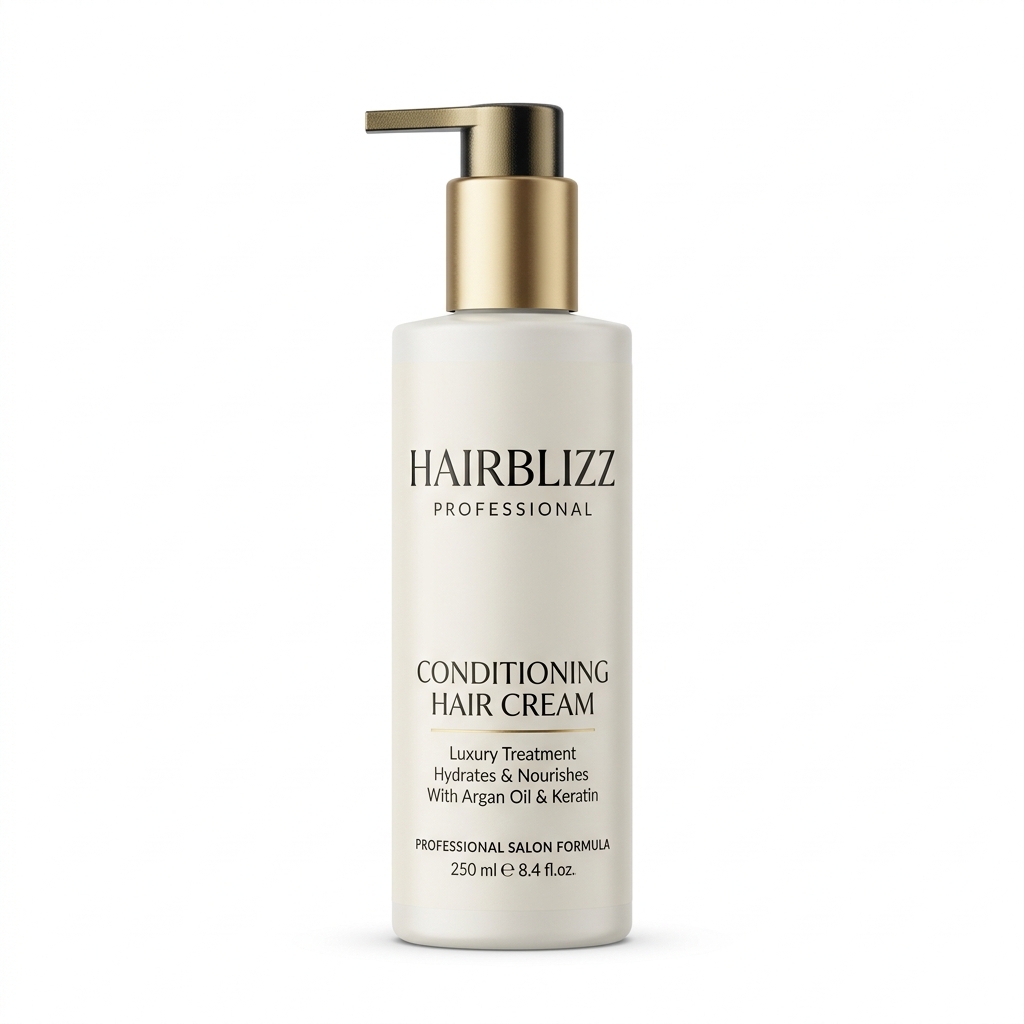 HAIRBLIZZ
PROFESSIONAL
CONDITIONING
HAIR CREAM
Luxury Treatment
Hydrates & Nourishes
With Argan Oil & Keratin
PROFESSIONAL SALON FORMULA
250 ml ℮ 8.4 fl.oz.